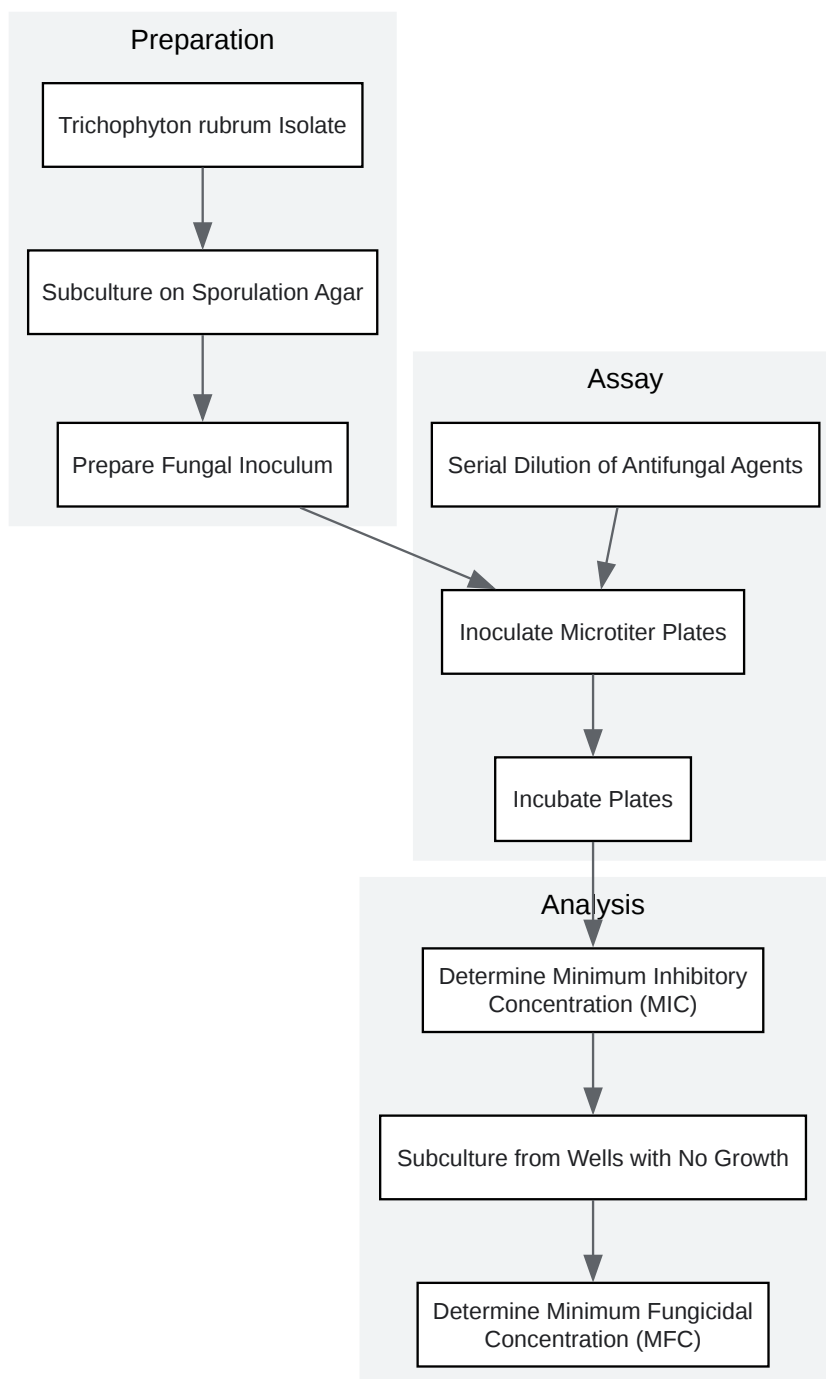 Preparation
Trichophyton rubrum Isolate
Subculture on Sporulation Agar
Prepare Fungal Inoculum
Assay
Serial Dilution of Antifungal Agents
Inoculate Microtiter Plates
Incubate Plates
Analysis
Determine Minimum Inhibitory
Concentration (MIC)
Subculture from Wells with No Growth
Determine Minimum Fungicidal
Concentration (MFC)